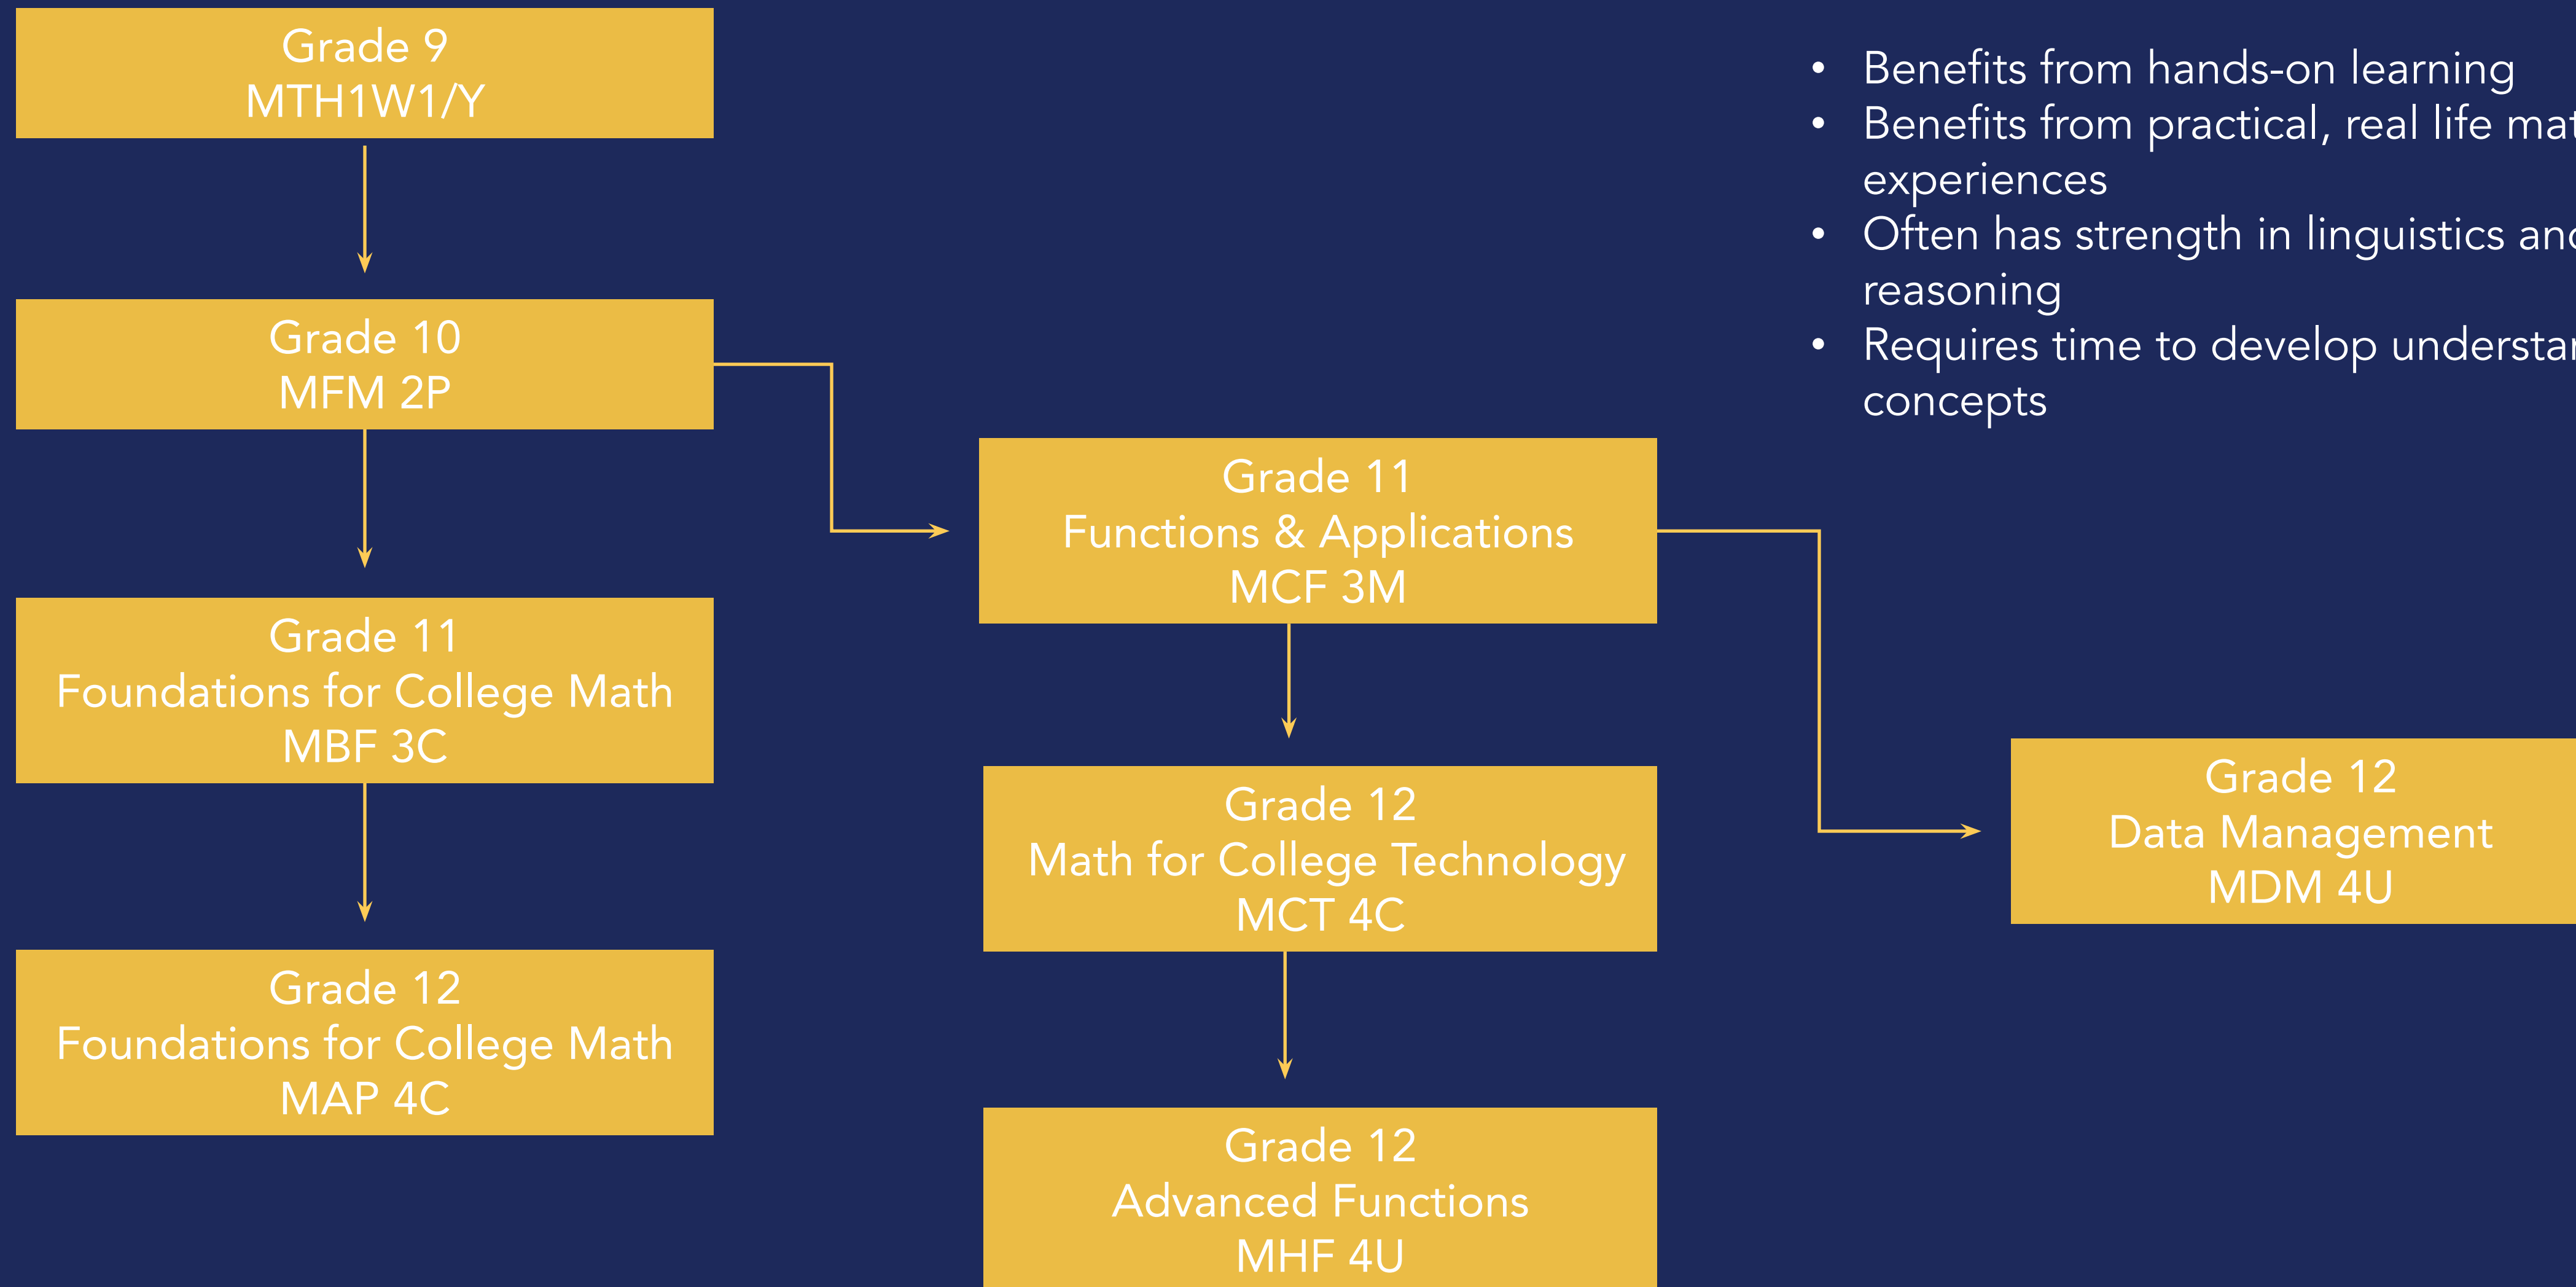 Grade 9
MTH1W1/Y
• Benefits from hands-on learning
• Benefits from practical, real life
experiences
• Often has strength in linguistics
reasoning
• Requires time to develop
concepts
Grade 10
MFM 2P
Grade 11
Functions & Applications
MCF 3M
Grade 11
Foundations for College Math
MBF 3C
Grade 12
Math for College Technology
MCT 4C
Grade 12
Data Management
MDM 4U
Grade 12
Foundations for College Math
MAP 4C
Grade 12
Advanced Functions
MHF 4U